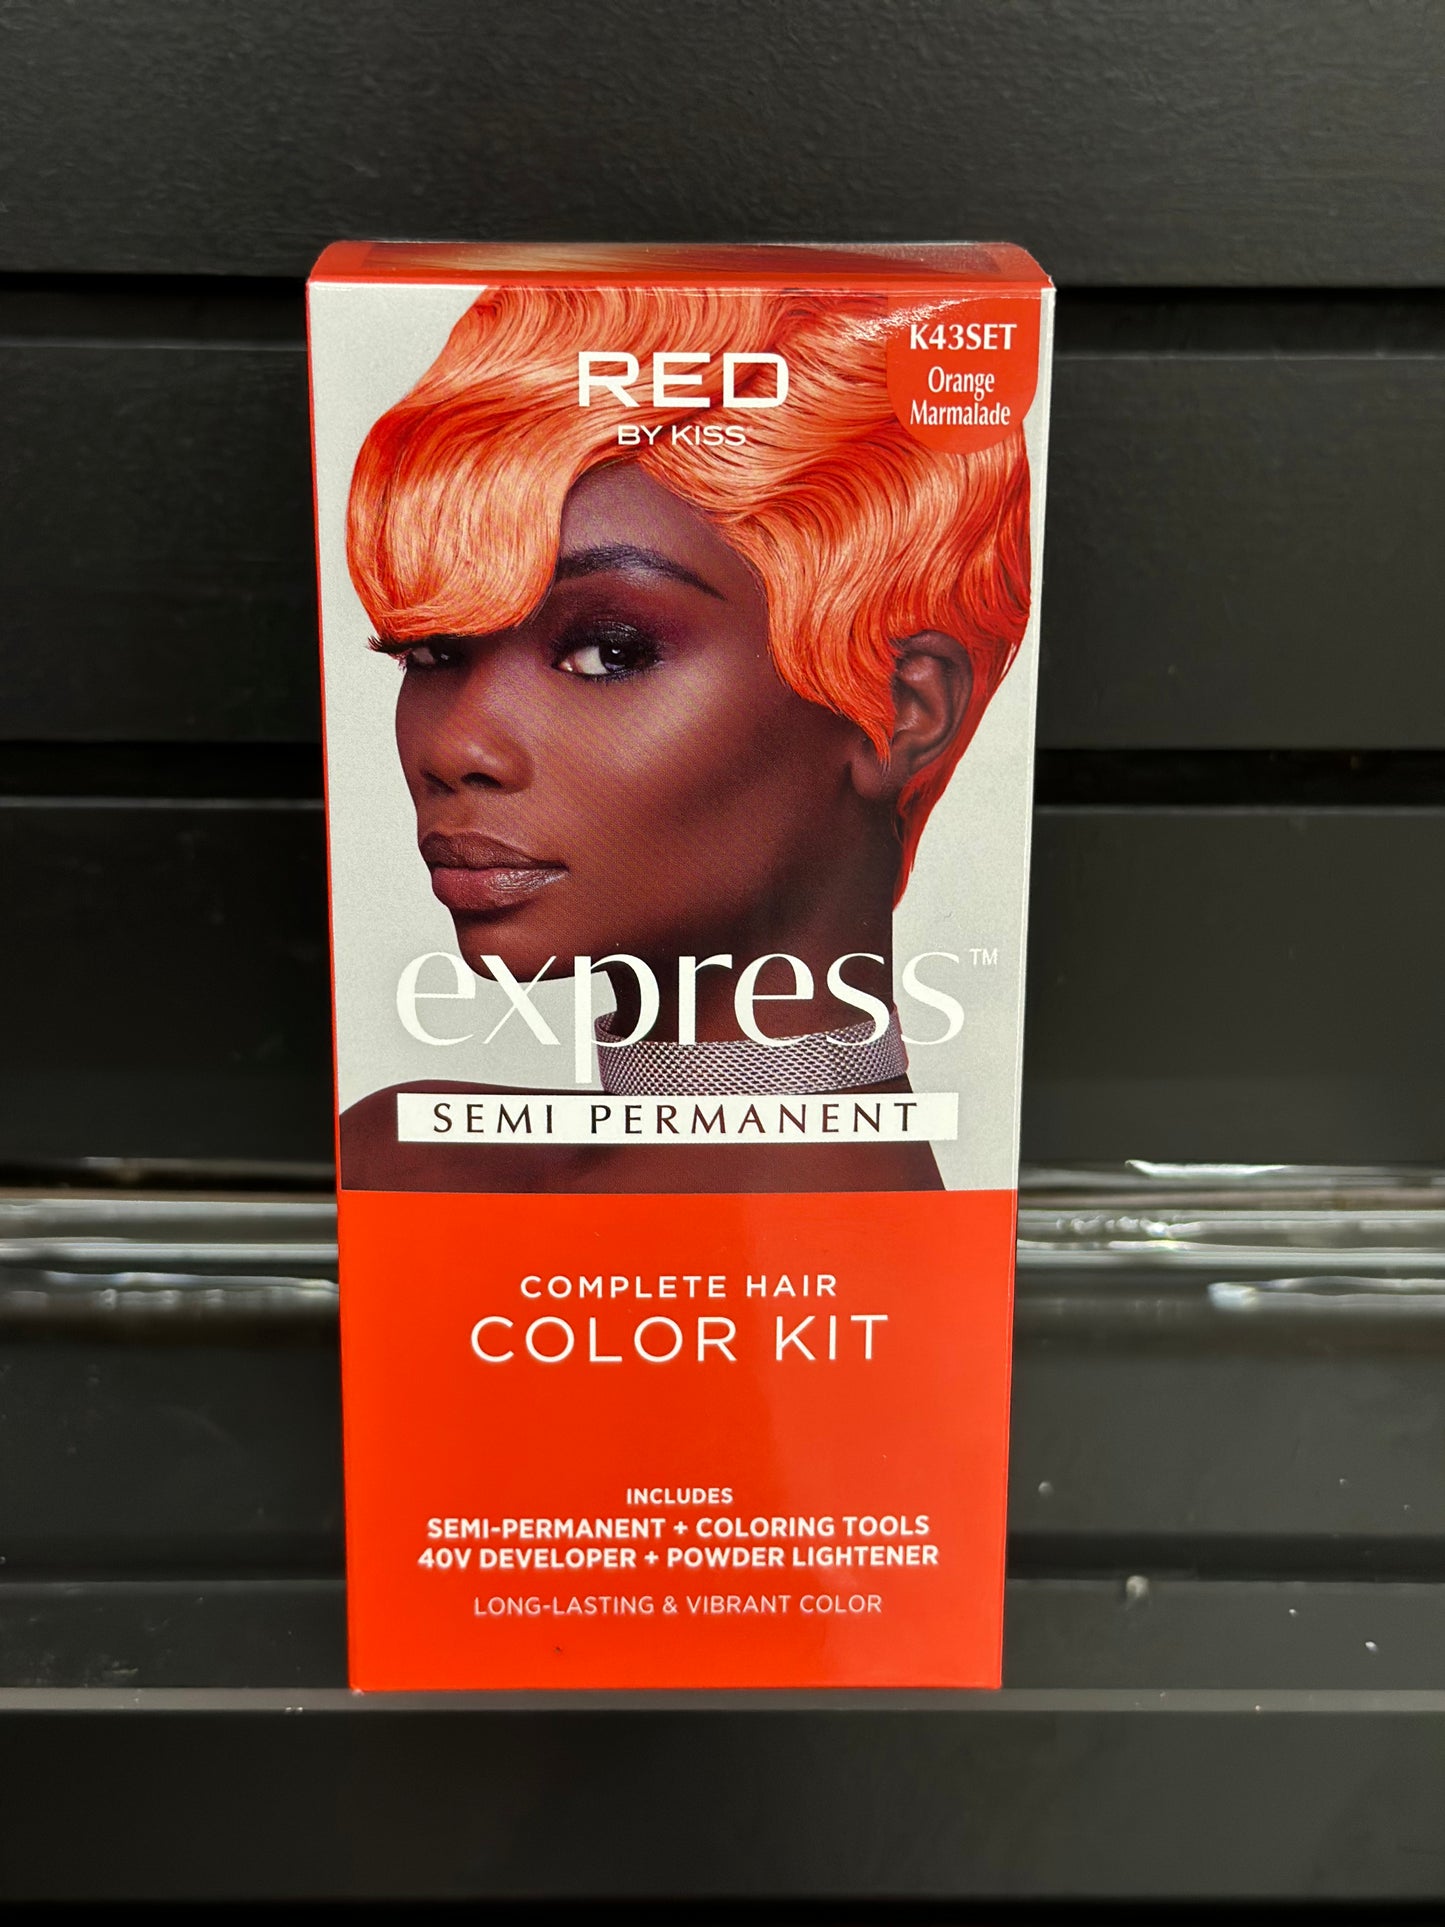 RED
BY KISS
K43SET
Orange
Marmalade
express™
SEMI PERMANENT
COMPLETE HAIR
COLOR KIT
INCLUDES
SEMI-PERMANENT + COLORING TOOLS
40V DEVELOPER + POWDER LIGHTENER
LONG-LASTING & VIBRANT COLOR